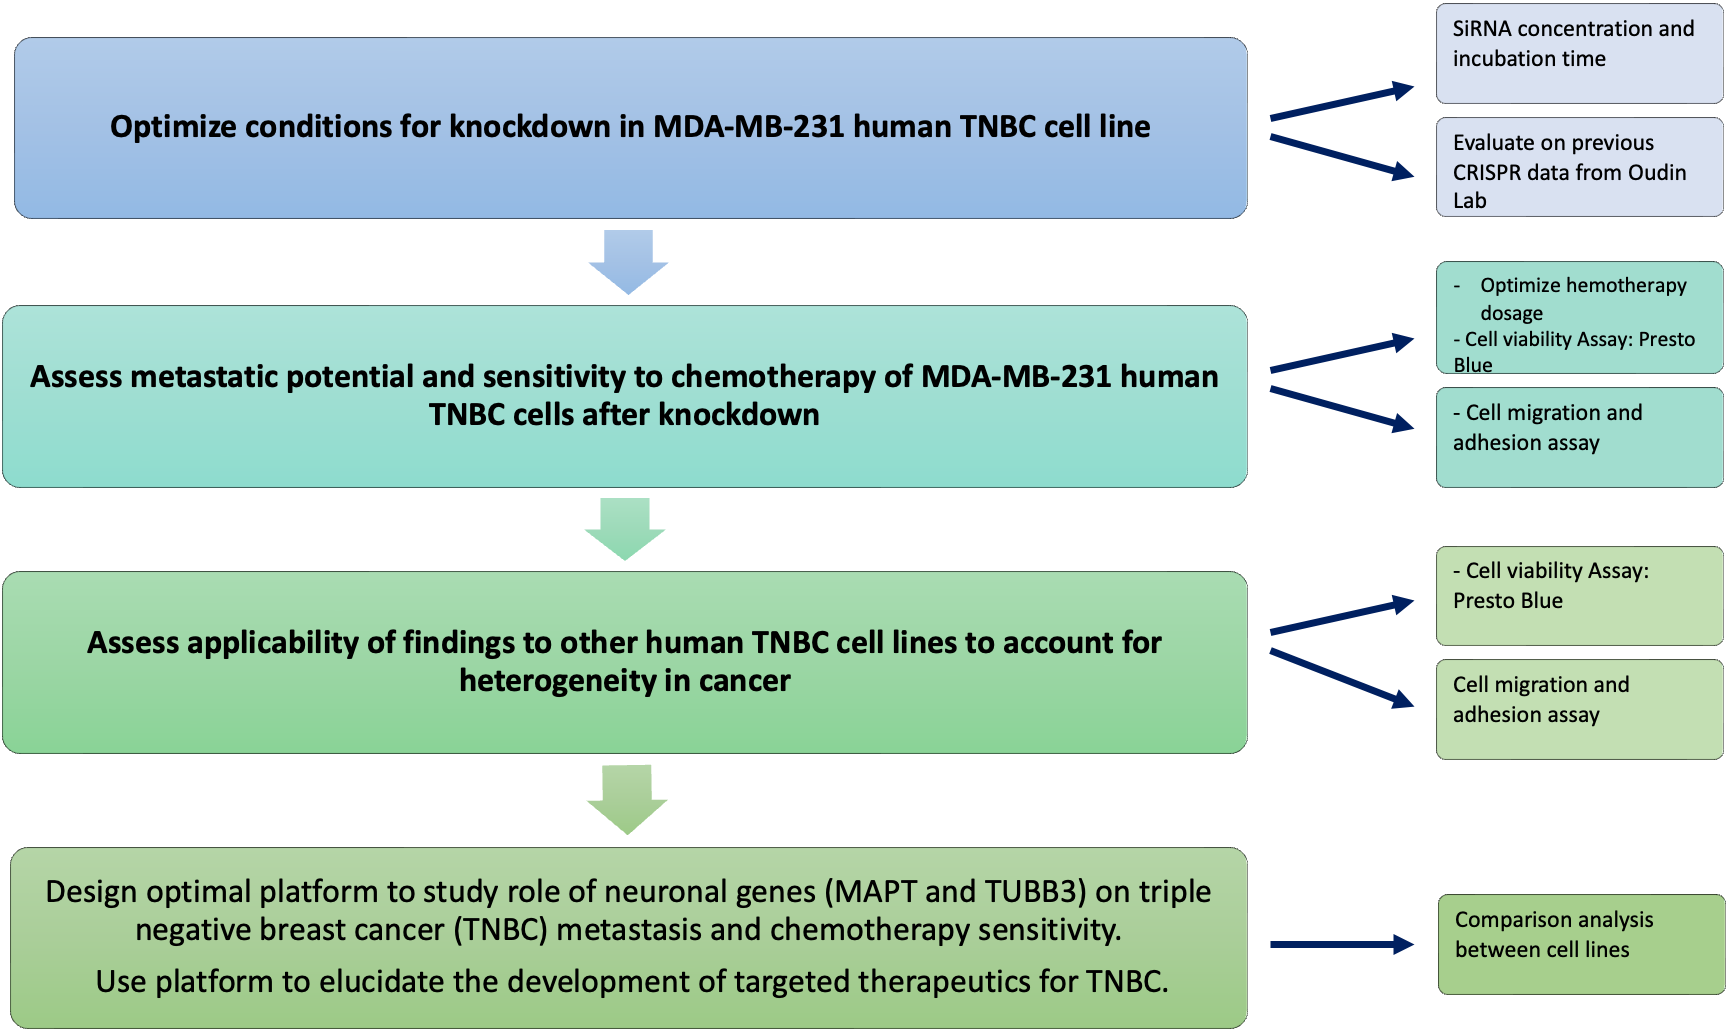 Optimize conditions for knockdown in MDA-MB-231 human TNBC cell line
SiRNA concentration and
incubation time
Evaluate on previous
CRISPR data from Oudin
Lab
Assess metastatic potential and sensitivity to chemotherapy of MDA-MB-231 human
TNBC cells after knockdown
- Optimize hemotherapy
dosage
- Cell viability Assay: Presto
Blue
- Cell migration and
adhesion assay
Assess applicability of findings to other human TNBC cell lines to account for
heterogeneity in cancer
- Cell viability Assay:
Presto Blue
Cell migration and
adhesion assay
Design optimal platform to study role of neuronal genes (MAPT and TUBB3) on triple
negative breast cancer (TNBC) metastasis and chemotherapy sensitivity.
Use platform to elucidate the development of targeted therapeutics for TNBC.
Comparison analysis
between cell lines